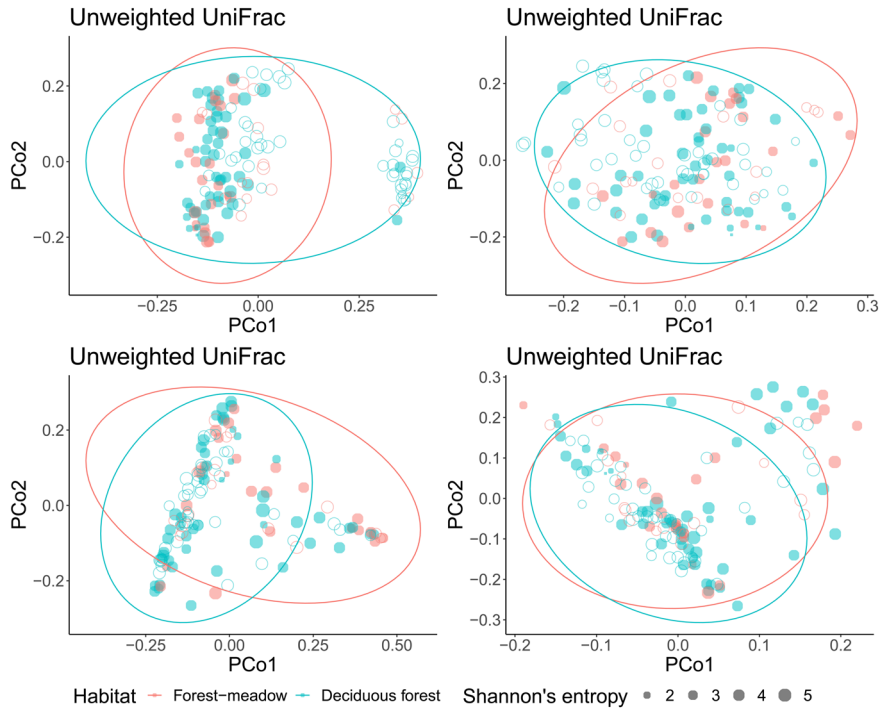 Unweighted UniFrac
Unweighted UniFrac
PCo2
0.2
0.0
−0.2
−0.25
0.00
0.25
PCo1
PCo2
0.2
0.0
−0.2
−0.2
−0.1
0.0
0.1
0.2
0.3
PCo1
Unweighted UniFrac
Unweighted UniFrac
PCo2
0.2
0.0
−0.2
−0.25
0.00
0.25
0.50
PCo1
PCo2
0.3
0.2
0.1
0.0
−0.1
−0.2
−0.3
−0.2
−0.1
0.0
0.1
0.2
PCo1
Habitat Forest−meadow Deciduous forest Shannon's entropy 2 3 4 5